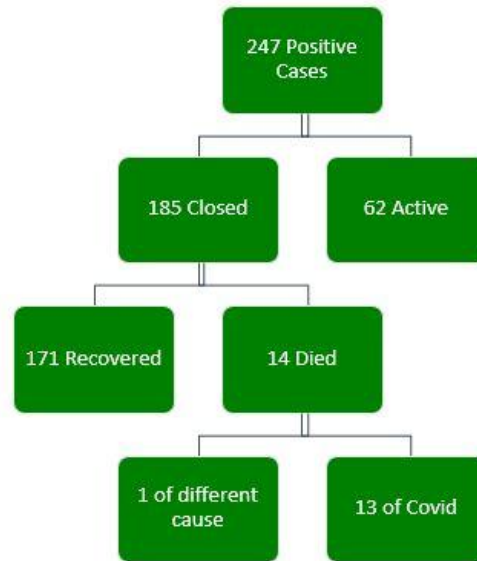 247 Positive
Cases
185 Closed
62 Active
171 Recovered
14 Died
1 of different
cause
13 of Covid